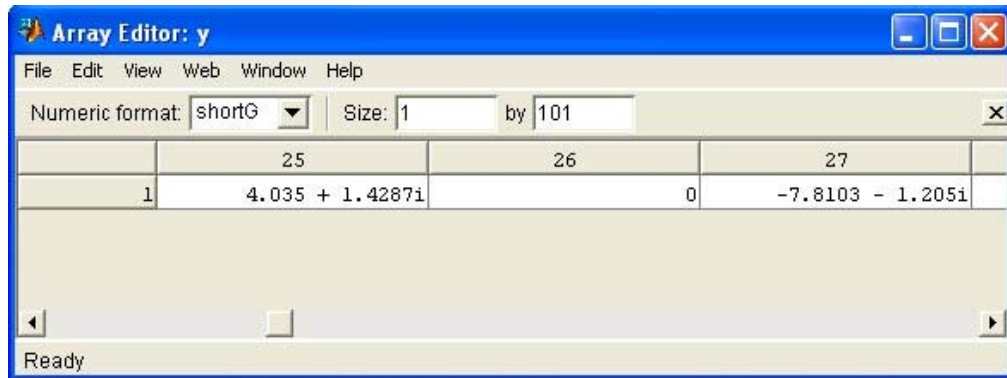 Array Editor: y
File Edit View Web Window Help
Numeric format: shortG Size: 1 by 101
25 26 27
1 4.035 + 1.4287i 0 -7.8103 - 1.205i
Ready